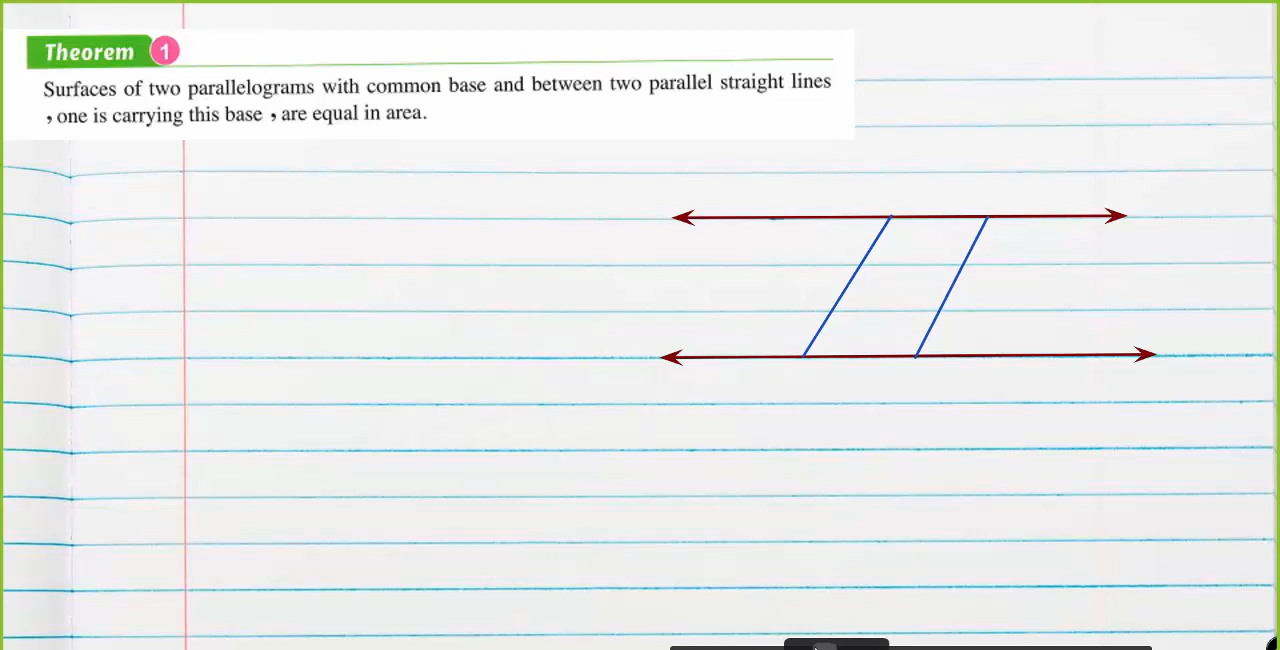 Theorem 1
Surfaces of two parallelograms with common base and between two parallel straight lines
, one is carrying this base , are equal in area.